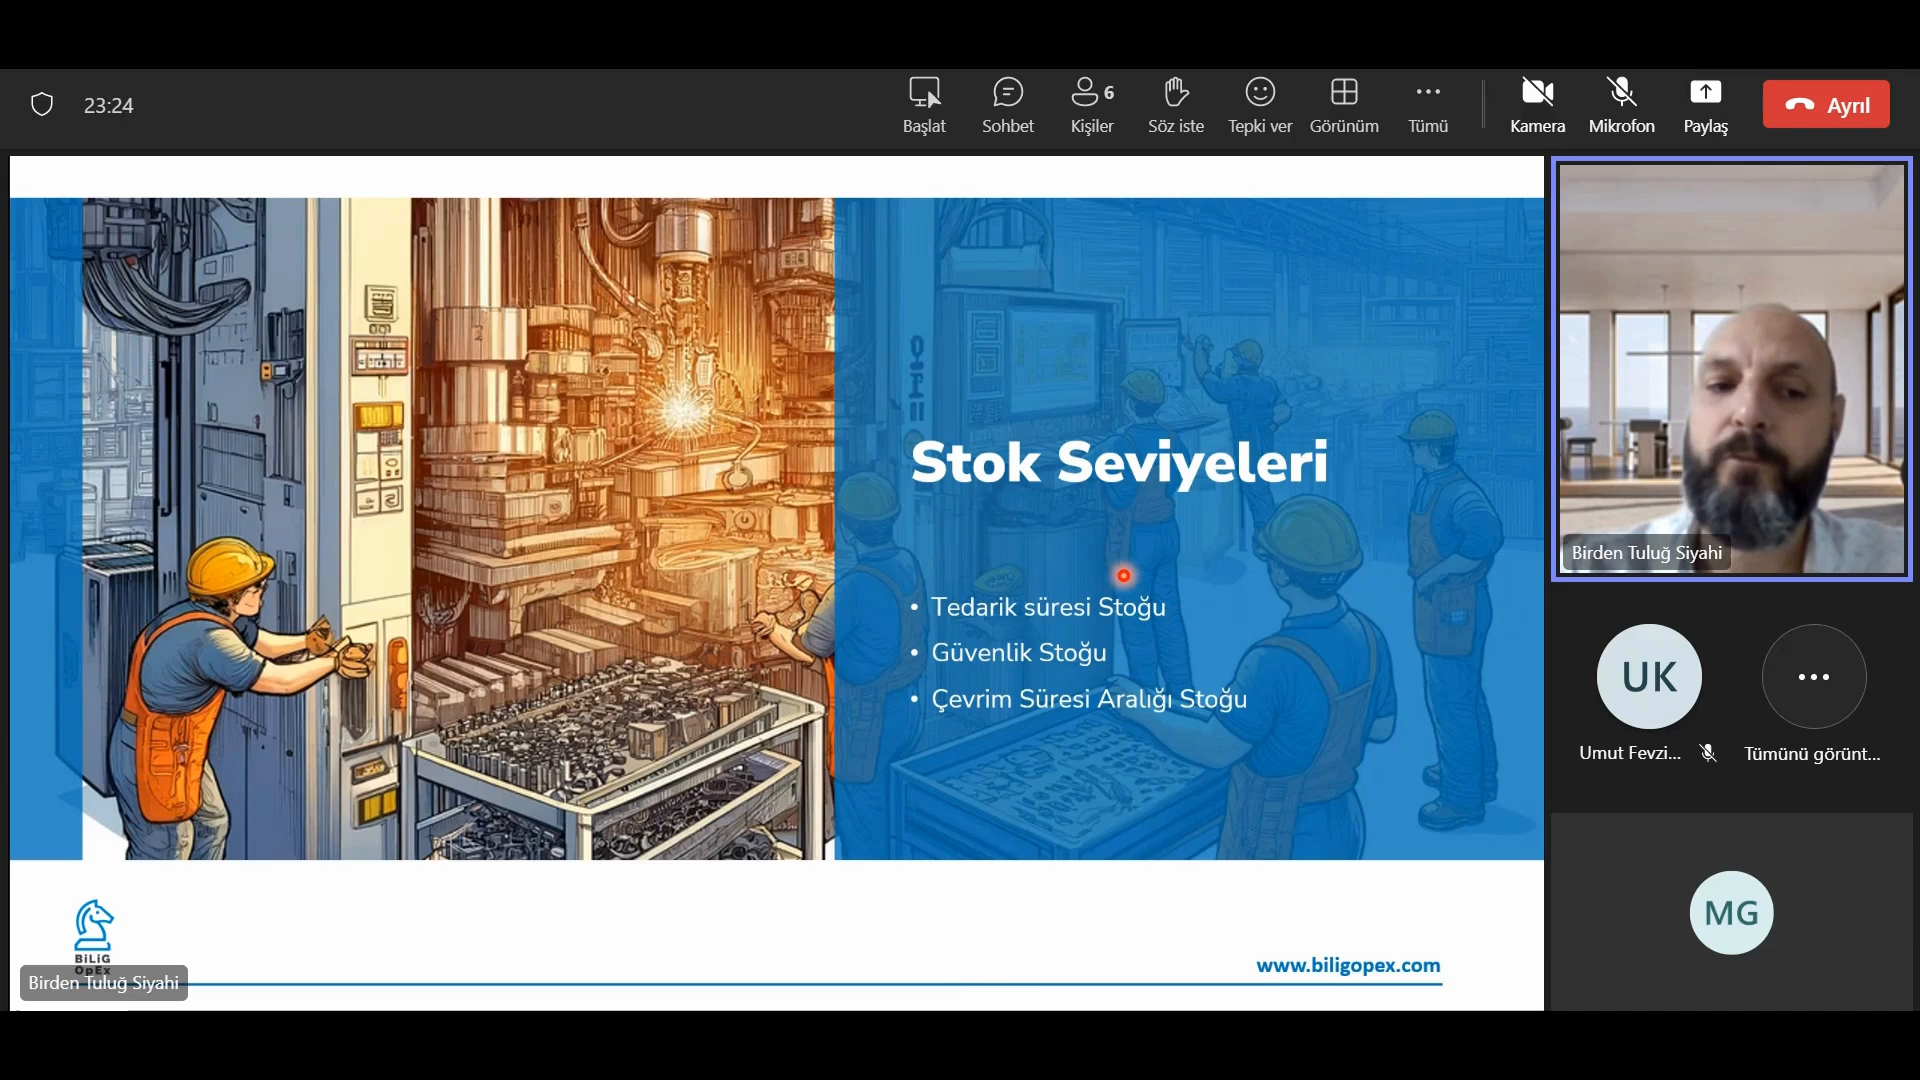 23:24
Başlat
Sohbet
6
Kişiler
Söz iste
Tepki ver
Görünüm
Tümü
Kamera
Mikrofon
Paylaş
Ayrıl
Stok Seviyeleri
• Tedarik süresi Stoğu
• Güvenlik Stoğu
• Çevrim Süresi Aralığı Stoğu
BiLiG
OpEx
www.biligopex.com
Birden Tuluğ Siyahi
Birden Tuluğ Siyahi
UK
Umut Fevzi...
Tümünü görünt...
MG